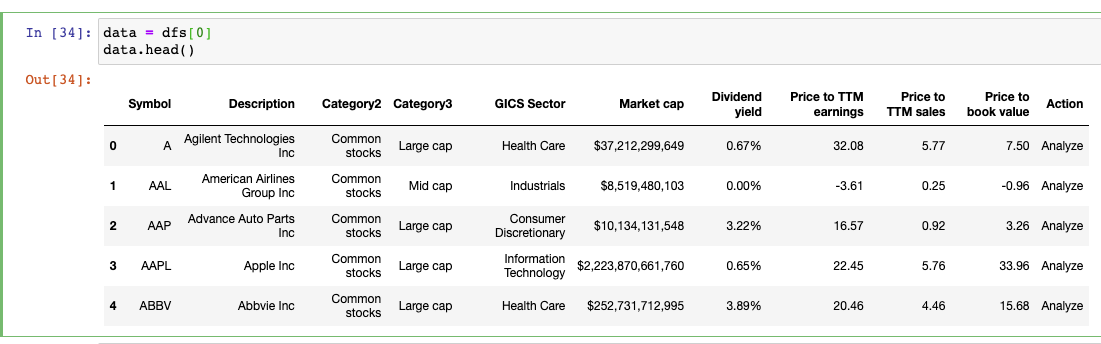 In [34]: data = dfs[0]
data.head()
Out[34]:
Symbol Description Category2 Category3 GICS Sector Market cap Dividend yield Price to TTM earnings Price to TTM sales Price to book value Action
0 A Agilent Technologies Inc Common stocks Large cap Health Care $37,212,299,649 0.67% 32.08 5.77 7.50 Analyze
1 AAL American Airlines Group Inc Common stocks Mid cap Industrials $8,519,480,103 0.00% -3.61 0.25 -0.96 Analyze
2 AAP Advance Auto Parts Inc Common stocks Large cap Consumer Discretionary $10,134,131,548 3.22% 16.57 0.92 3.26 Analyze
3 AAPL Apple Inc Common stocks Large cap Information Technology $2,223,870,661,760 0.65% 22.45 5.76 33.96 Analyze
4 ABBV Abbvie Inc Common stocks Large cap Health Care $252,731,712,995 3.89% 20.46 4.46 15.68 Analyze